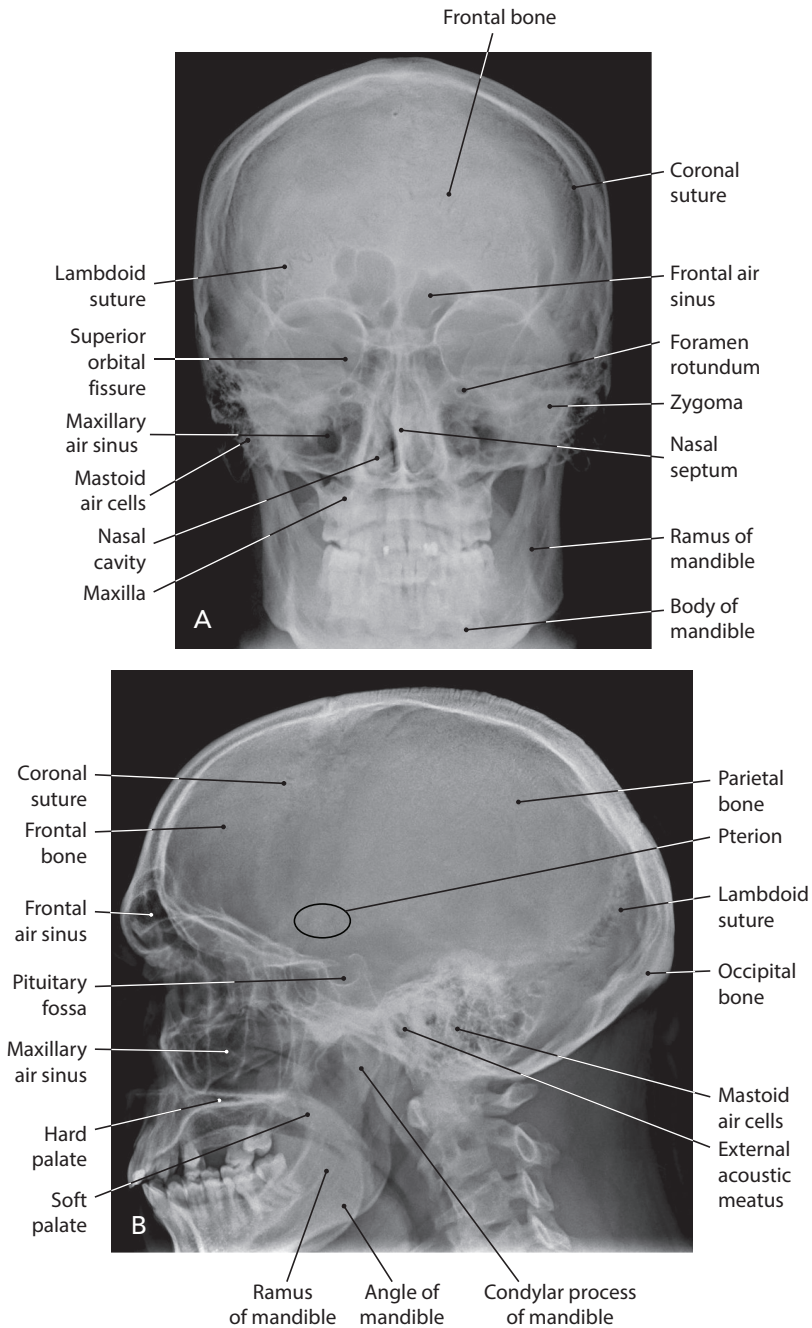 Frontal bone
Coronal
suture
Lambdoid
suture
Frontal air
sinus
Superior
orbital
fissure
Foramen
rotundum
Zygoma
Maxillary
air sinus
Nasal
septum
Mastoid
air cells
Nasal
cavity
Ramus of
mandible
Maxilla
Body of
mandible
A
Coronal
suture
Parietal
bone
Frontal
bone
Pterion
Frontal
air sinus
Lambdoid
suture
Pituitary
fossa
Occipital
bone
Maxillary
air sinus
Mastoid
air cells
Hard
palate
External
acoustic
meatus
Soft
palate
B
Ramus
of mandible
Angle of
mandible
Condylar process
of mandible